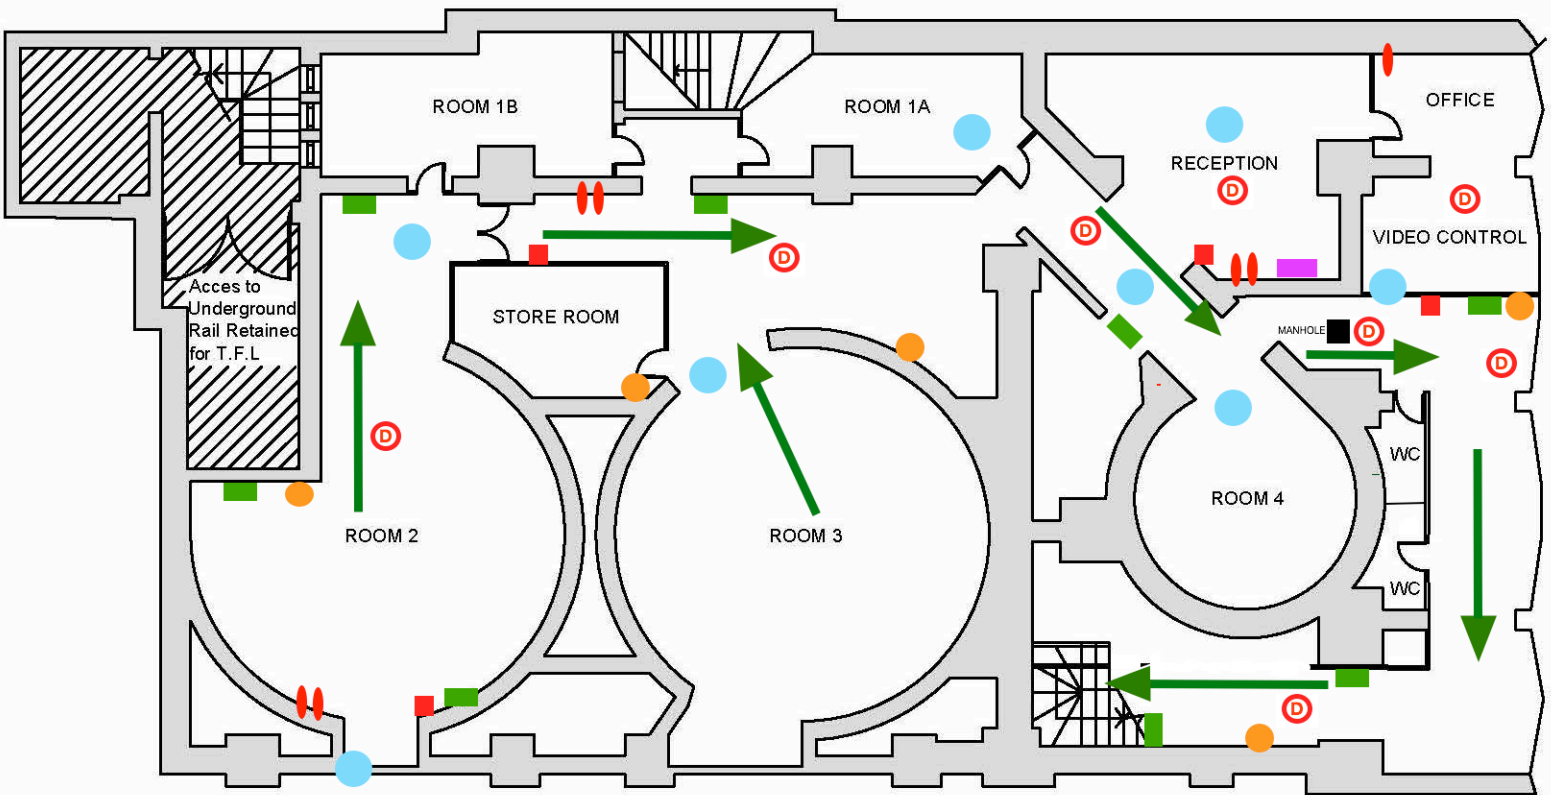 ROOM 1B
ROOM 1A
OFFICE
RECEPTION
D
D
D
VIDEO CONTROL
D
Acces to
Underground
Rail Retained
for T.F.L
STORE ROOM
MANHOLE
D
D
D
WC
ROOM 4
ROOM 2
ROOM 3
WC
D